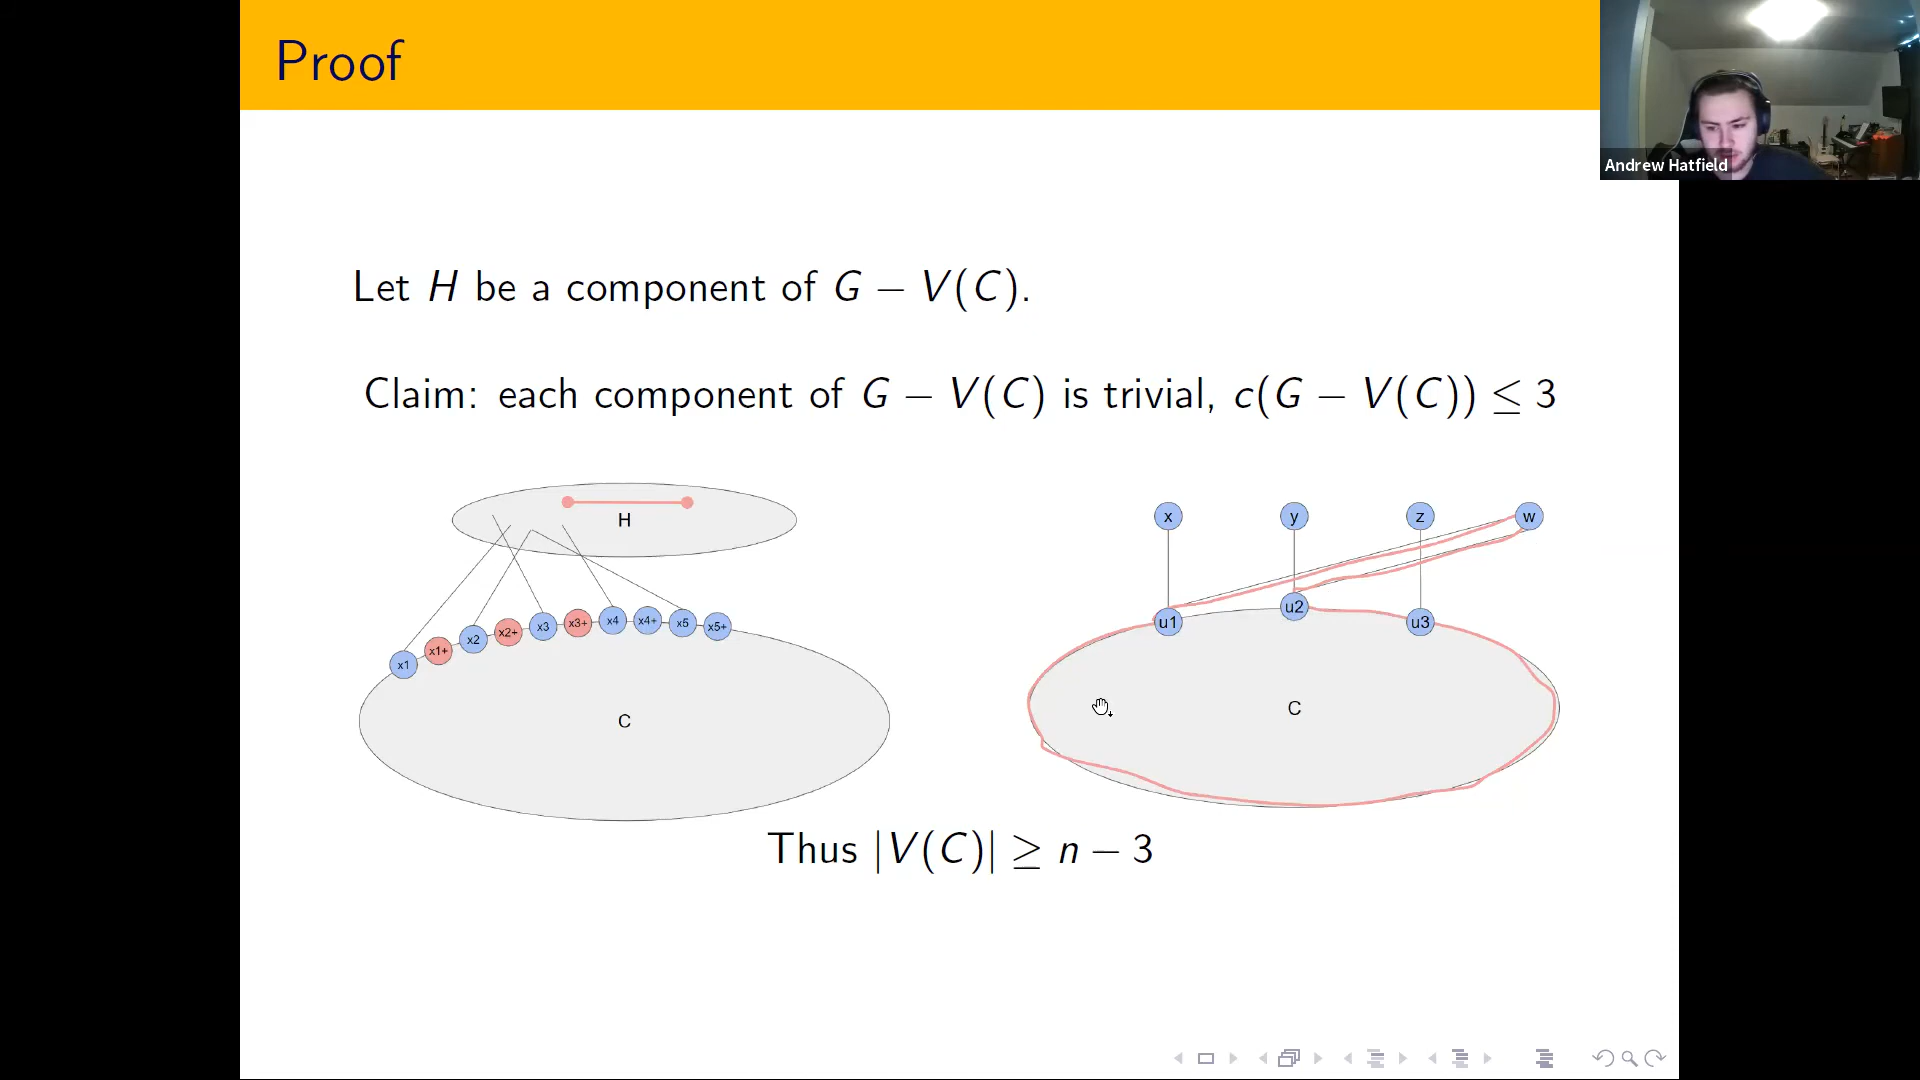 Proof
Andrew Hatfield
Let H be a component of G − V(C).
Claim: each component of G − V(C) is trivial, c(G − V(C)) ≤ 3
H
x1 x1+ x2 x2+ x3 x3+ x4 x4+ x5 x5+
C
x y z w
u1 u2 u3
C
Thus |V(C)| ≥ n − 3